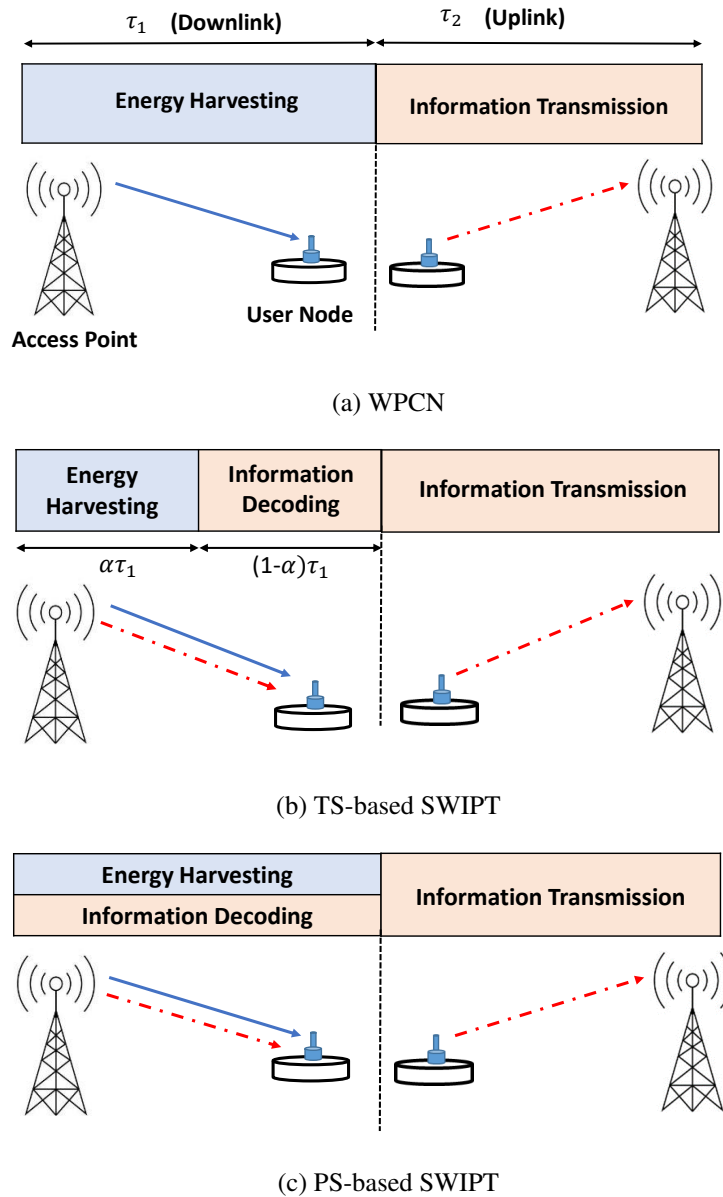 τ₁ (Downlink)
τ₂ (Uplink)
Energy Harvesting
Information Transmission
User Node
Access Point
(a) WPCN
Energy
Harvesting
Information
Decoding
Information Transmission
ατ₁
(1-α)τ₁
(b) TS-based SWIPT
Energy Harvesting
Information Decoding
Information Transmission
(c) PS-based SWIPT